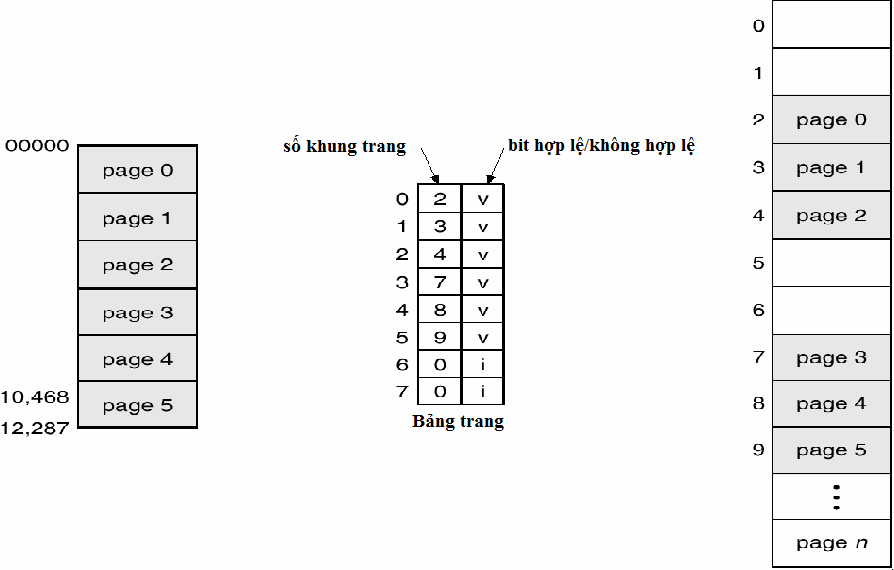 00000
page 0
page 1
page 2
page 3
page 4
page 5
10,468
12,287
số khung trang
bit hợp lệ/không hợp lệ
0 2 v
1 3 v
2 4 v
3 7 v
4 8 v
5 9 v
6 0 i
7 0 i
Bảng trang
0
1
2 page 0
3 page 1
4 page 2
5
6
7 page 3
8 page 4
9 page 5
page n